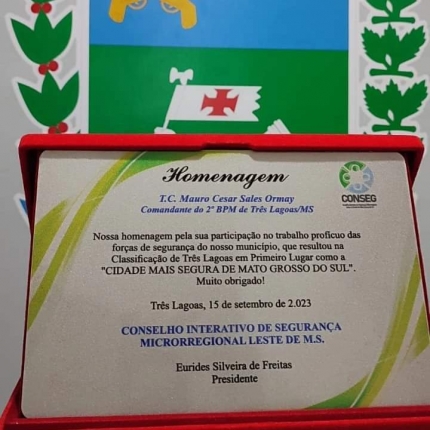 Homenagem
CONSEG
T.C. Mauro Cesar Sales Ormay
Comandante do 2º BPM de Três Lagoas/MS
Nossa homenagem pela sua participação no trabalho profícuo das
forças de segurança do nosso município, que resultou na
Classificação de Três Lagoas em Primeiro Lugar como a
"CIDADE MAIS SEGURA DE MATO GROSSO DO SUL".
Muito obrigado!
Três Lagoas, 15 de setembro de 2.023
CONSELHO INTERATIVO DE SEGURANÇA
MICRORREGIONAL LESTE DE M.S.
Eurides Silveira de Freitas
Presidente